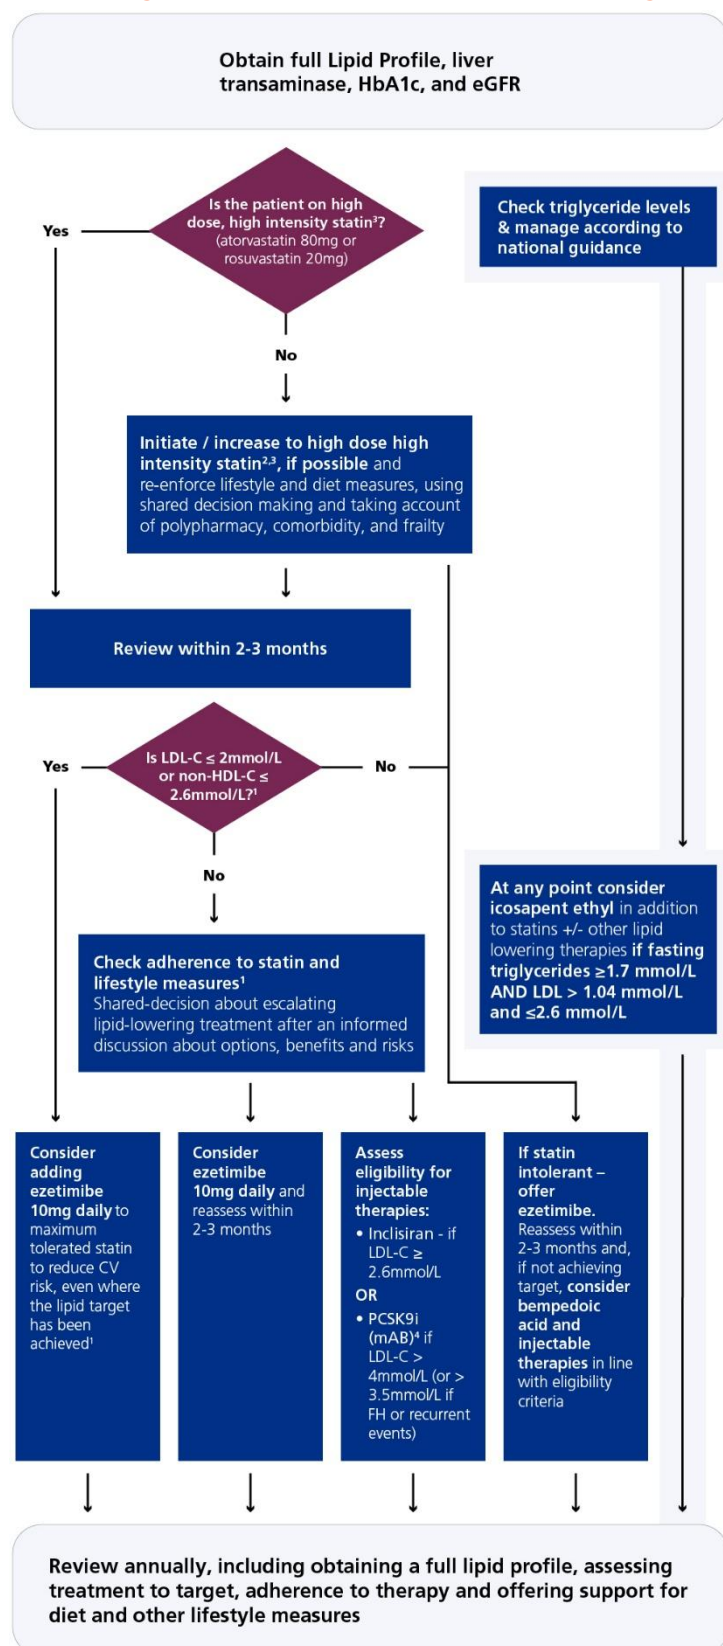 Obtain full Lipid Profile, liver
transaminase, HbA1c, and eGFR
Is the patient on high
dose, high intensity statin³?
(atorvastatin 80mg or
rosuvastatin 20mg)
Yes
No
Check triglyceride levels
& manage according to
national guidance
Initiate / increase to high dose high
intensity statin²,³, if possible and
re-enforce lifestyle and diet measures, using
shared decision making and taking account
of polypharmacy, comorbidity, and frailty
Review within 2-3 months
Is LDL-C ≤ 2mmol/L
or non-HDL-C ≤
2.6mmol/L?¹
Yes
No
No
At any point consider
icosapent ethyl in addition
to statins +/- other lipid
lowering therapies if fasting
triglycerides ≥1.7 mmol/L
AND LDL > 1.04 mmol/L
and ≤2.6 mmol/L
Check adherence to statin and
lifestyle measures¹
Shared-decision about escalating
lipid-lowering treatment after an informed
discussion about options, benefits and risks
Consider
adding
ezetimibe
10mg daily to
maximum
tolerated statin
to reduce CV
risk, even where
the lipid target
has been
achieved¹
Consider
ezetimibe
10mg daily and
reassess within
2-3 months
Assess
eligibility for
injectable
therapies:
• Inclisiran - if
LDL-C ≥
2.6mmol/L
OR
• PCSK9i
(mAB)⁴ if
LDL-C >
4mmol/L (or >
3.5mmol/L if
FH or recurrent
events)
If statin
intolerant –
offer
ezetimibe.
Reassess within
2-3 months and,
if not achieving
target, consider
bempedoic
acid and
injectable
therapies in line
with eligibility
criteria
Review annually, including obtaining a full lipid profile, assessing
treatment to target, adherence to therapy and offering support for
diet and other lifestyle measures